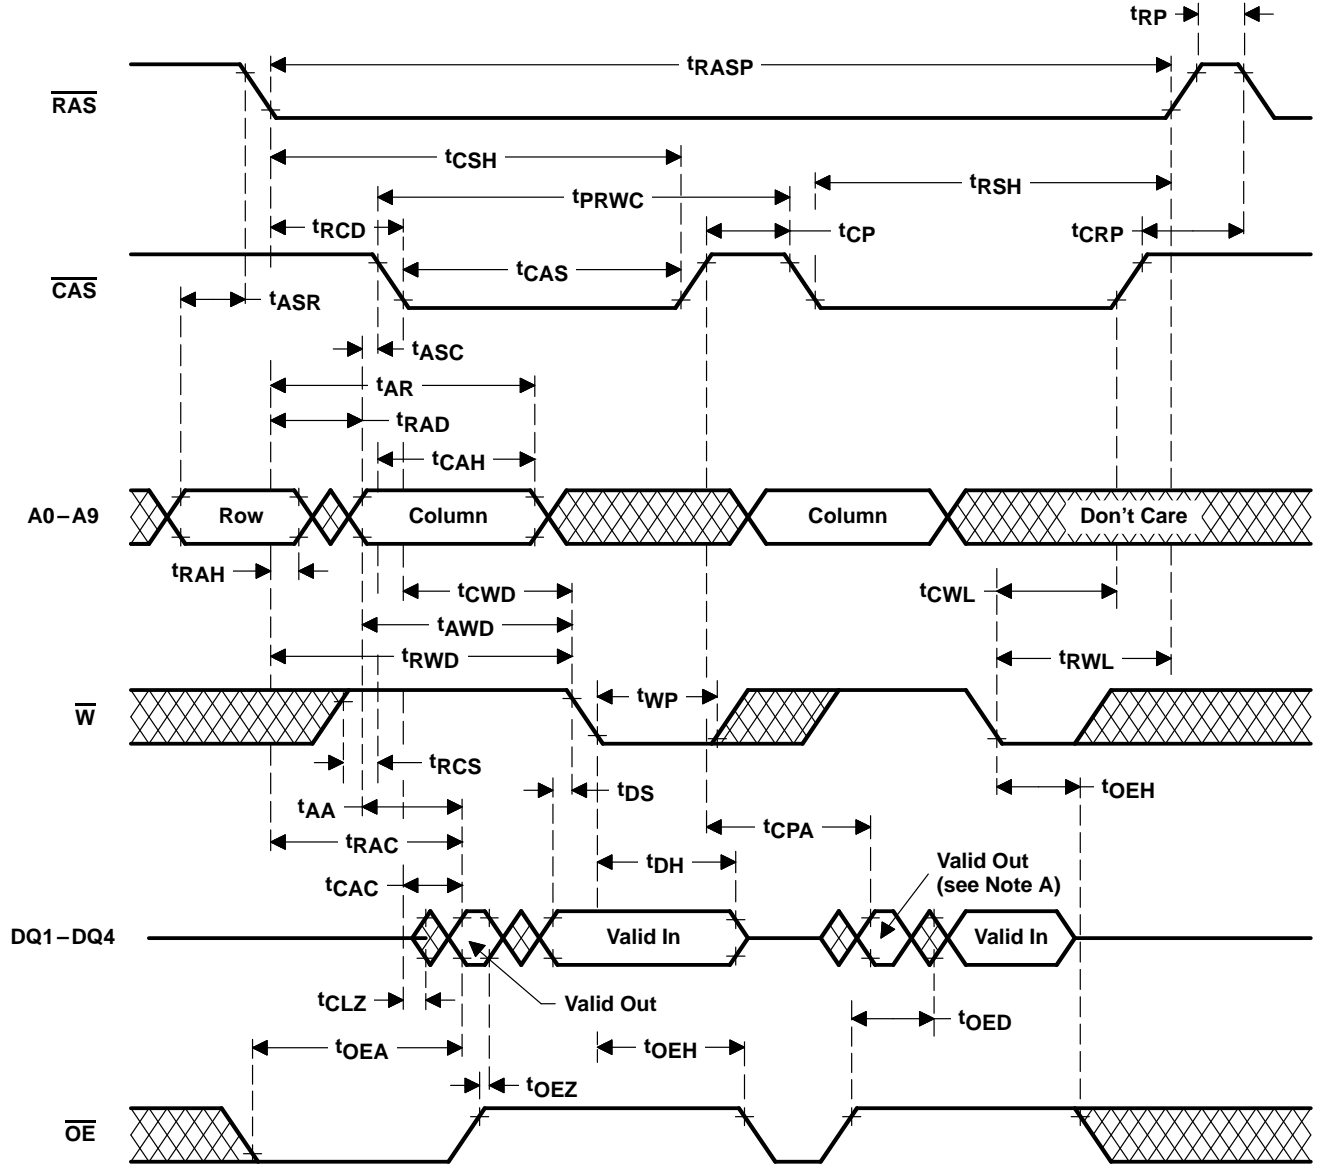 tRP
tRASP
RAS
tCSH
tRSH
tPRWC
tRCD
tCP
tCRP
tCAS
CAS
tASR
tASC
tAR
tRAD
tCAH
A0–A9
Row
Column
Column
Don't Care
tRAH
tCWD
tCWL
tAWD
tRWD
tRWL
W
tWP
tRCS
tDS
tOEH
tAA
tCPA
tRAC
tDH
Valid Out
(see Note A)
tCAC
DQ1–DQ4
Valid In
Valid In
tCLZ
Valid Out
tOED
tOEA
tOEH
tOEZ
OE